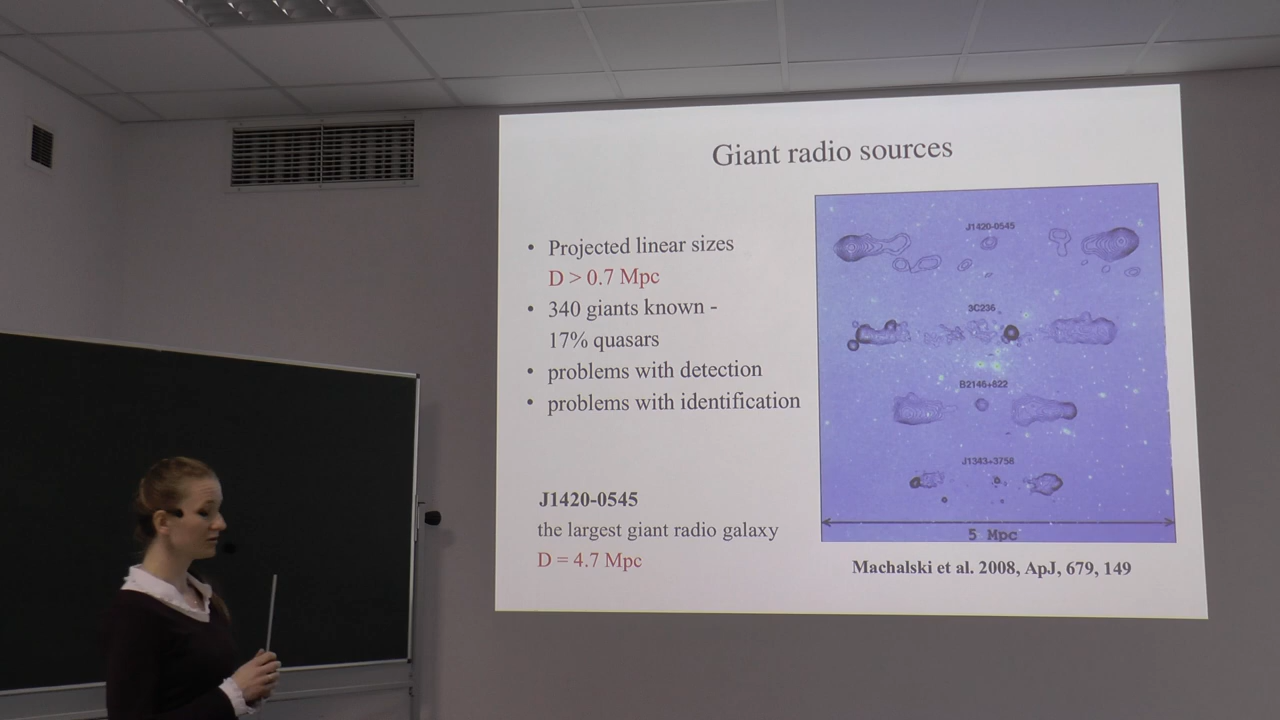 Giant radio sources
• Projected linear sizes
D > 0.7 Mpc
• 340 giants known -
17% quasars
• problems with detection
• problems with identification
J1420-0545
the largest giant radio galaxy
D = 4.7 Mpc
J1420-0545
3C236
B2146+822
J1343+3758
5 Mpc
Machalski et al. 2008, ApJ, 679, 149